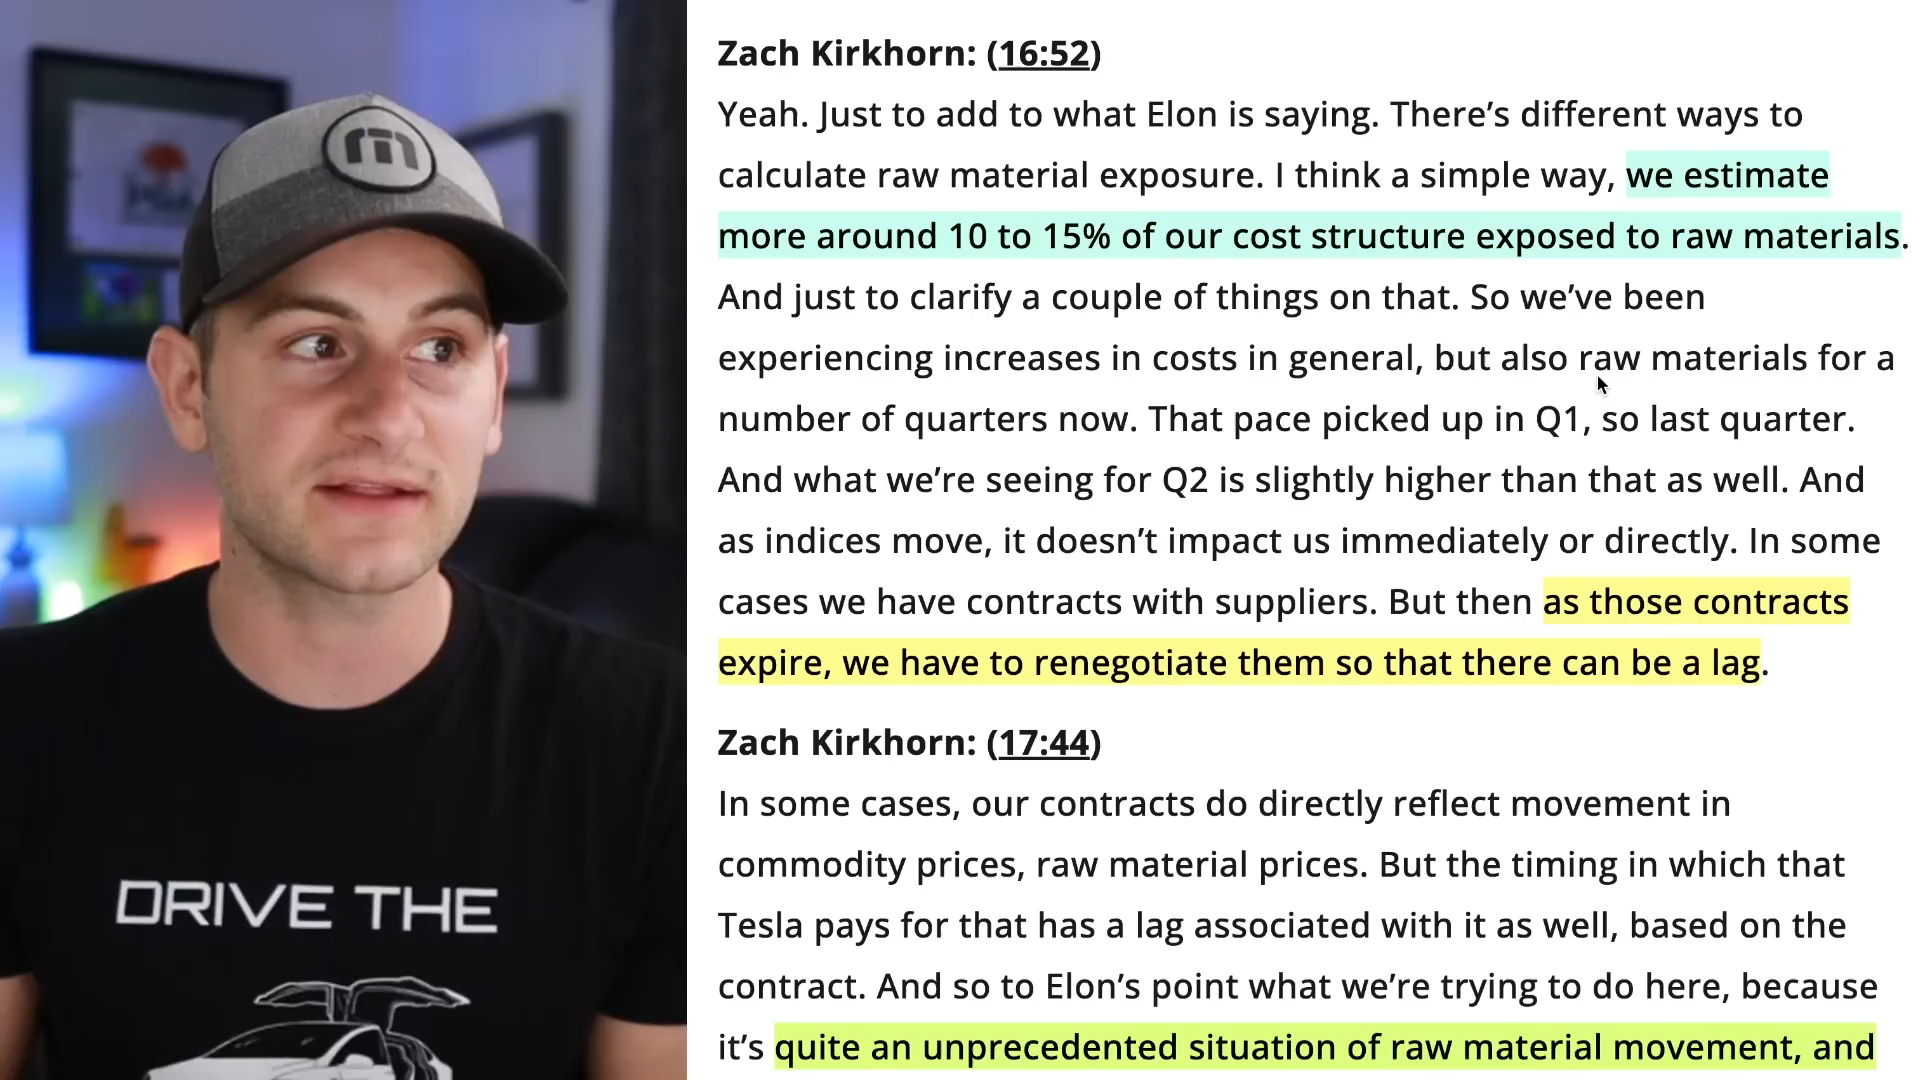 Zach Kirkhorn: (16:52)
Yeah. Just to add to what Elon is saying. There’s different ways to
calculate raw material exposure. I think a simple way, we estimate
more around 10 to 15% of our cost structure exposed to raw materials.
And just to clarify a couple of things on that. So we’ve been
experiencing increases in costs in general, but also raw materials for a
number of quarters now. That pace picked up in Q1, so last quarter.
And what we’re seeing for Q2 is slightly higher than that as well. And
as indices move, it doesn’t impact us immediately or directly. In some
cases we have contracts with suppliers. But then as those contracts
expire, we have to renegotiate them so that there can be a lag.
Zach Kirkhorn: (17:44)
In some cases, our contracts do directly reflect movement in
commodity prices, raw material prices. But the timing in which that
Tesla pays for that has a lag associated with it as well, based on the
contract. And so to Elon’s point what we’re trying to do here, because
it’s quite an unprecedented situation of raw material movement, and
DRIVE THE